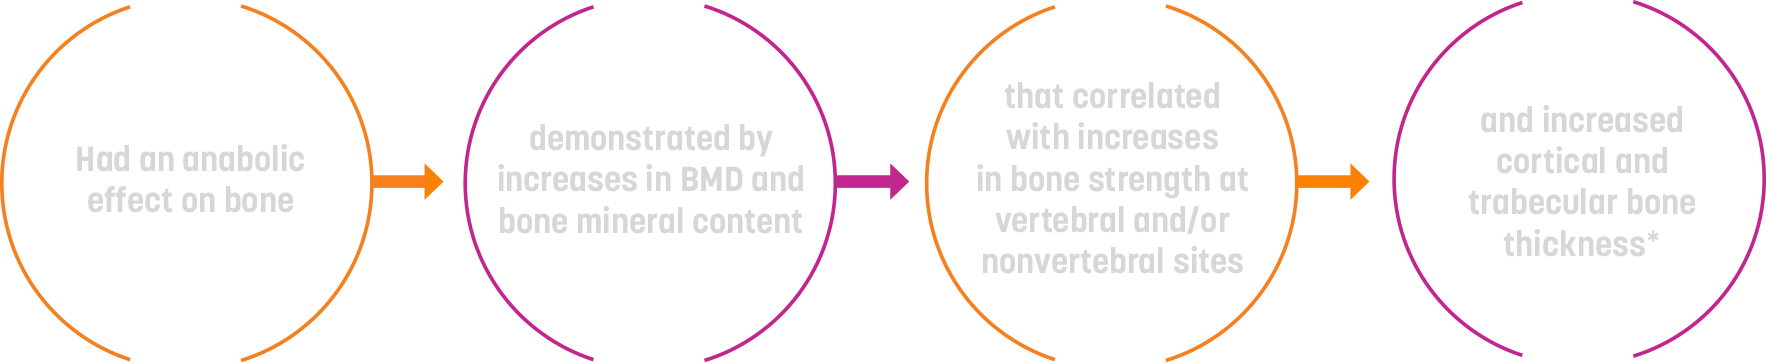 Had an anabolic
effect on bone
demonstrated by
increases in BMD and
bone mineral content
that correlated
with increases
in bone strength at
vertebral and/or
nonvertebral sites
and increased
cortical and
trabecular bone
thickness*